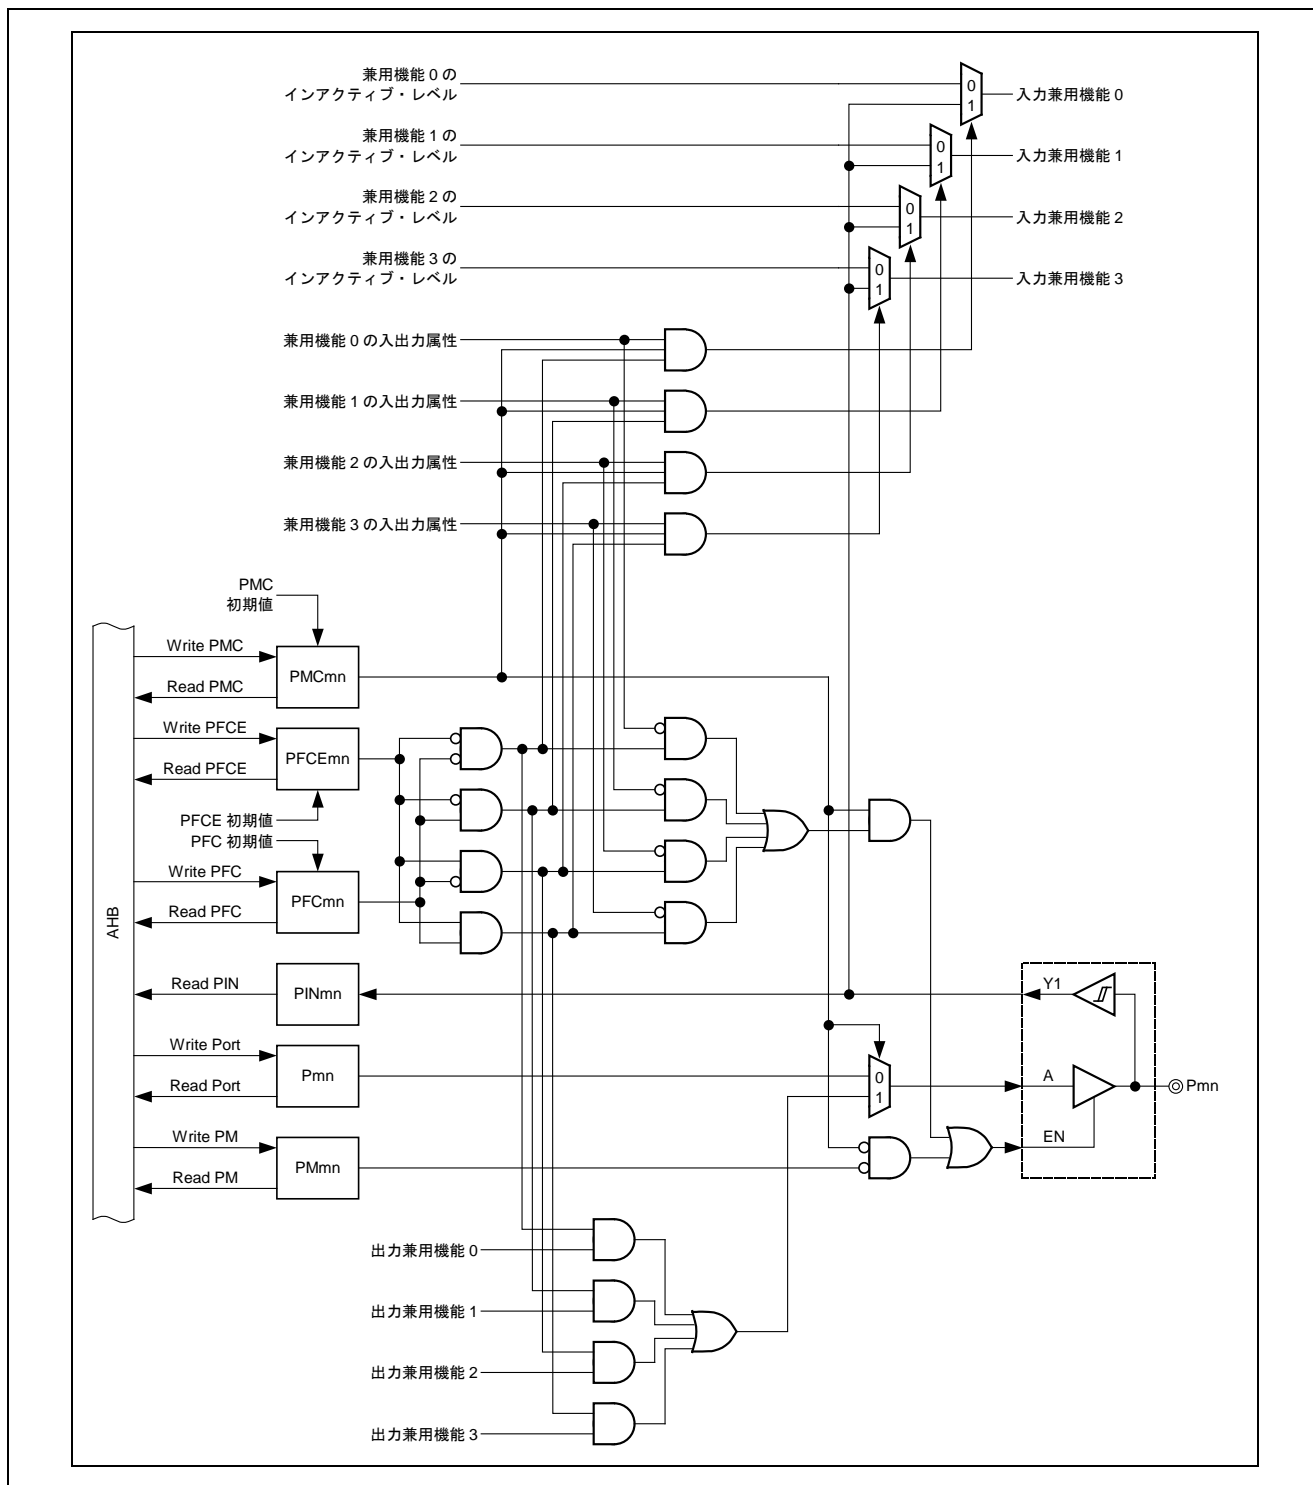 兼用機能 0 の
インアクティブ・レベル
0
1
入力兼用機能 0
兼用機能 1 の
インアクティブ・レベル
0
1
入力兼用機能 1
兼用機能 2 の
インアクティブ・レベル
0
1
入力兼用機能 2
兼用機能 3 の
インアクティブ・レベル
0
1
入力兼用機能 3
兼用機能 0 の入出力属性
兼用機能 1 の入出力属性
兼用機能 2 の入出力属性
兼用機能 3 の入出力属性
PMC
初期値
AHB
Write PMC
PMCmn
Read PMC
Write PFCE
PFCEmn
Read PFCE
PFCE 初期値
PFC 初期値
Write PFC
PFCmn
Read PFC
Read PIN
PINmn
Y1
Write Port
Pmn
Read Port
0
1
A
Pmn
Write PM
PMmn
Read PM
EN
出力兼用機能 0
出力兼用機能 1
出力兼用機能 2
出力兼用機能 3